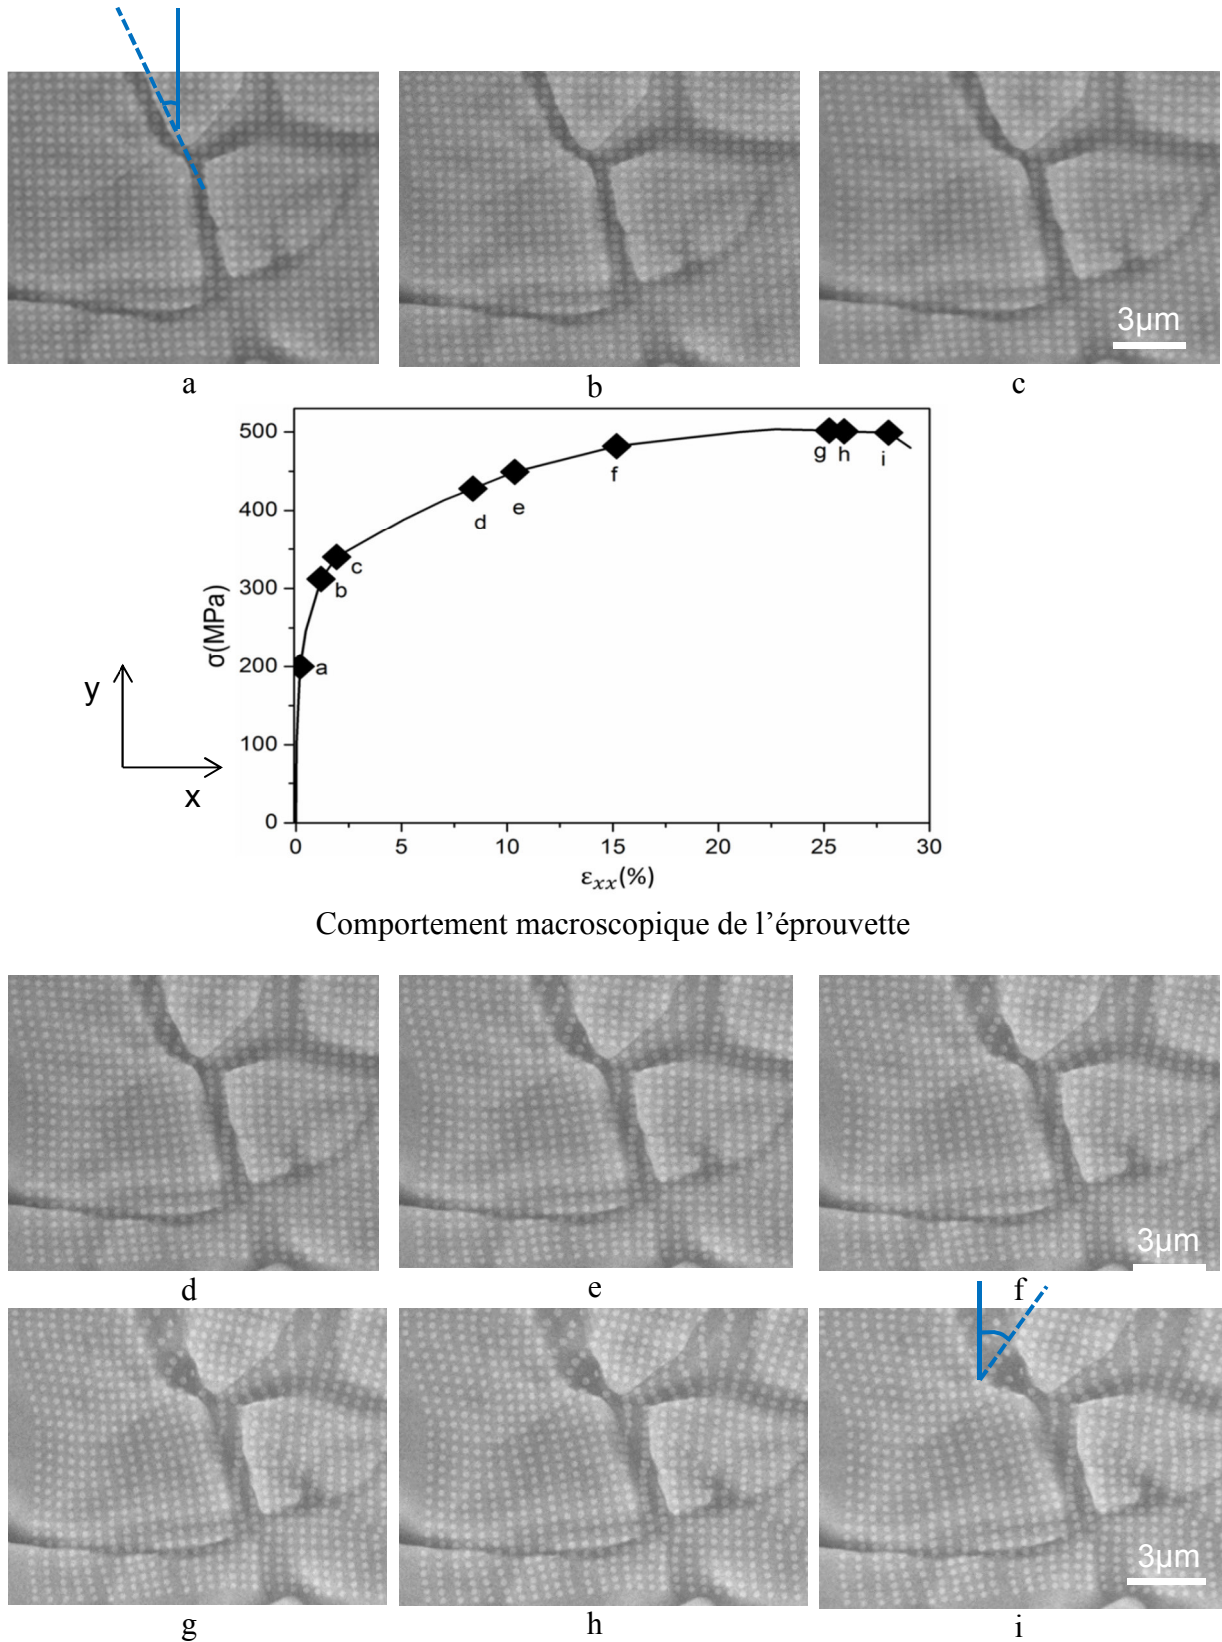 3µm
a
b
c
500
400
300
200
100
0
σ(MPa)
a
b
c
d
e
f
g
h
i
y
x
0
5
10
15
20
25
30
εxx(%)
Comportement macroscopique de l’éprouvette
3µm
d
e
f
3µm
g
h
i